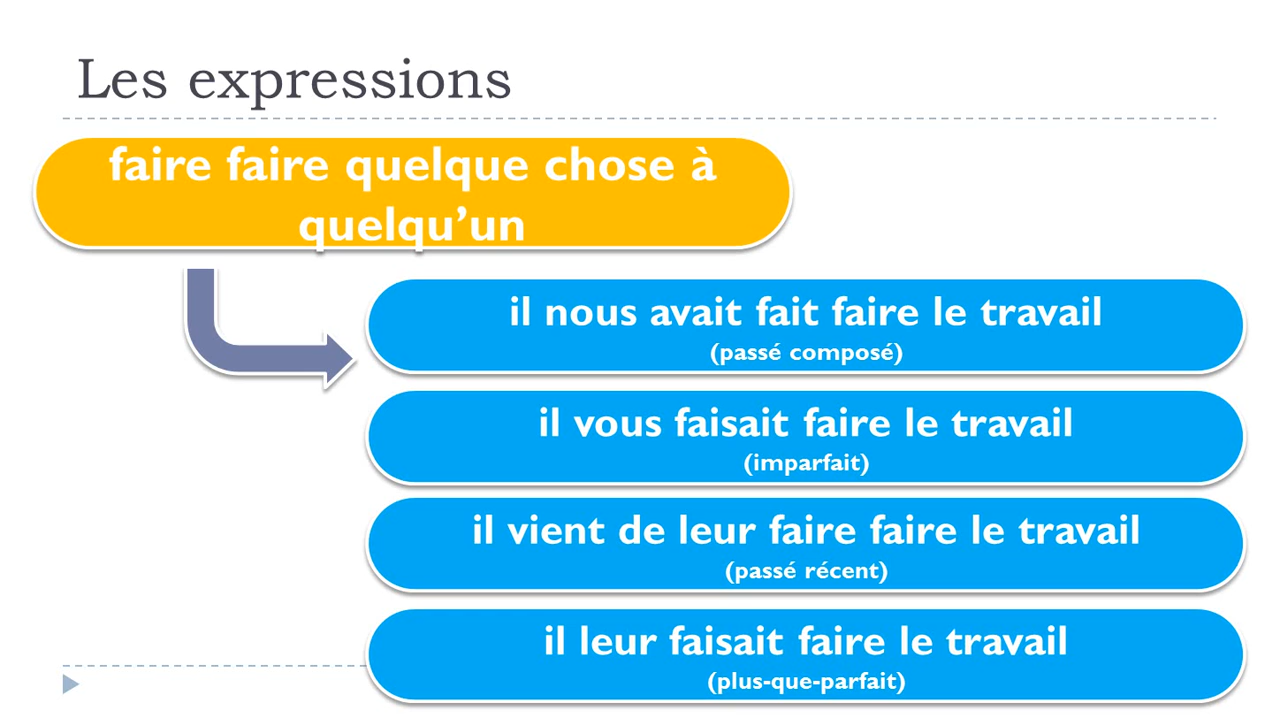 Les expressions
faire faire quelque chose à
quelqu’un
il nous avait fait faire le travail
(passé composé)
il vous faisait faire le travail
(imparfait)
il vient de leur faire faire le travail
(passé récent)
il leur faisait faire le travail
(plus-que-parfait)